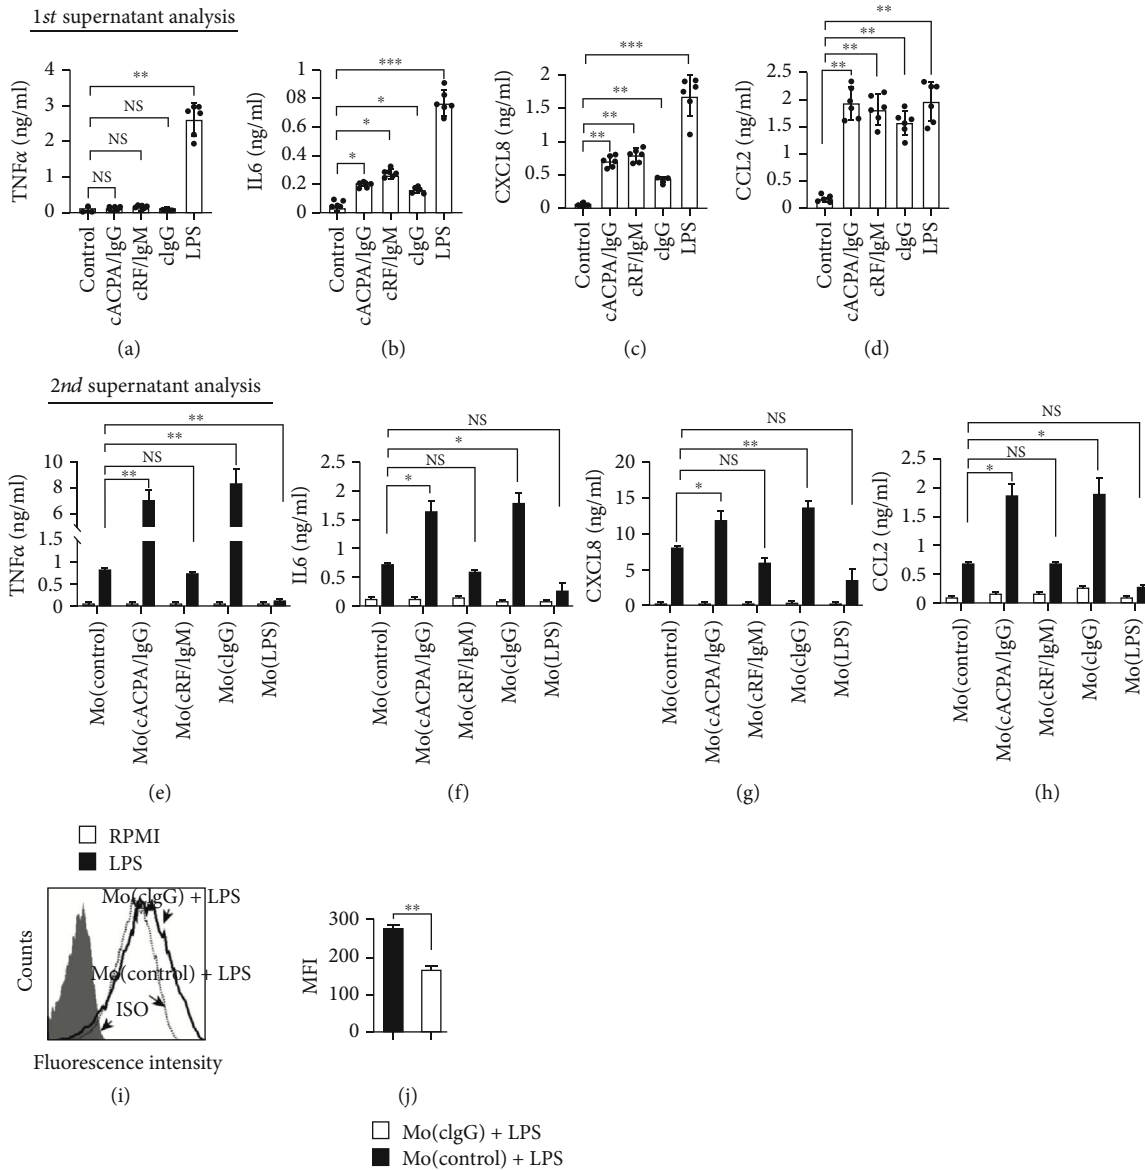 1st supernatant analysis
TNFα (ng/ml)
4
3
2
1
0
**
NS
NS
NS
Control
cACPA/IgG
cRF/IgM
cIgG
LPS
(a)
IL6 (ng/ml)
1
0.8
0.6
0.4
0.2
0
***
*
*
*
Control
cACPA/IgG
cRF/IgM
cIgG
LPS
(b)
CXCL8 (ng/ml)
2
1.5
1
0.5
0
***
**
**
**
Control
cACPA/IgG
cRF/IgM
cIgG
LPS
(c)
CCL2 (ng/ml)
2.5
2
1.5
1
0.5
0
**
**
**
**
Control
cACPA/IgG
cRF/IgM
cIgG
LPS
(d)
2nd supernatant analysis
TNFα (ng/ml)
10
8
6
1.5
1
0.5
0
**
**
NS
**
Mo(control)
Mo(cACPA/IgG)
Mo(cRF/IgM)
Mo(cIgG)
Mo(LPS)
(e)
IL6 (ng/ml)
2.5
2
1.5
1
0.5
0
NS
*
NS
*
Mo(control)
Mo(cACPA/IgG)
Mo(cRF/IgM)
Mo(cIgG)
Mo(LPS)
(f)
CXCL8 (ng/ml)
20
15
10
5
0
NS
**
NS
*
Mo(control)
Mo(cACPA/IgG)
Mo(cRF/IgM)
Mo(cIgG)
Mo(LPS)
(g)
CCL2 (ng/ml)
2.5
2
1.5
1
0.5
0
NS
*
NS
*
Mo(control)
Mo(cACPA/IgG)
Mo(cRF/IgM)
Mo(cIgG)
Mo(LPS)
(h)
RPMI
LPS
Counts
Mo(cIgG) + LPS
Mo(control) + LPS
ISO
Fluorescence intensity
(i)
MFI
300
200
100
0
**
(j)
Mo(cIgG) + LPS
Mo(control) + LPS